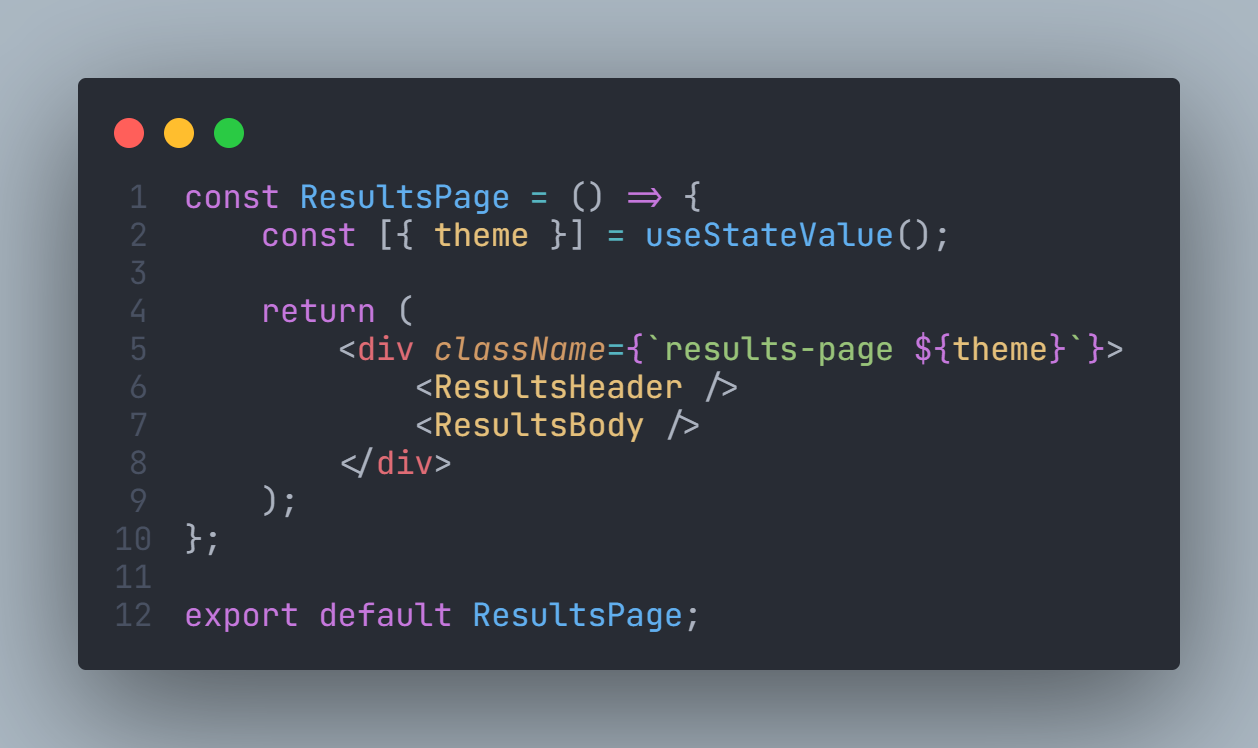 1 const ResultsPage = () => {
2     const [{ theme }] = useStateValue();
3
4     return (
5         <div className={`results-page ${theme}`}>
6             <ResultsHeader />
7             <ResultsBody />
8         </div>
9     );
10 };
11
12 export default ResultsPage;